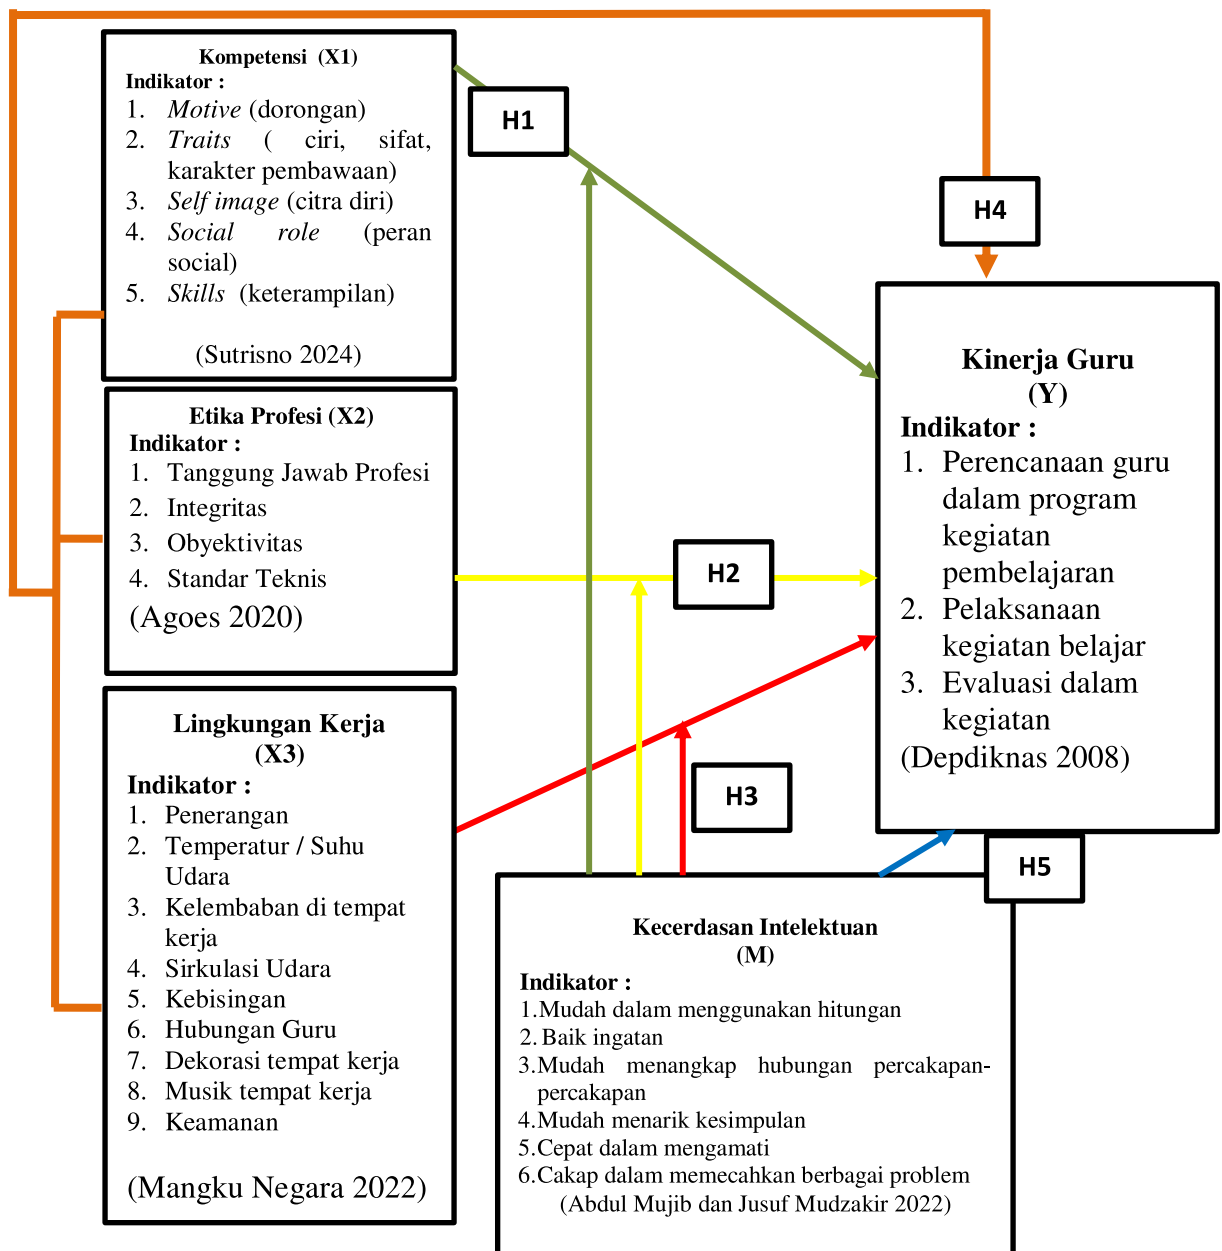 Kompetensi (X1)
Indikator :
1. Motive (dorongan)
2. Traits ( ciri, sifat,
karakter pembawaan)
3. Self image (citra diri)
4. Social role (peran
social)
5. Skills (keterampilan)
(Sutrisno 2024)
H1
H4
Etika Profesi (X2)
Indikator :
1. Tanggung Jawab Profesi
2. Integritas
3. Obyektivitas
4. Standar Teknis
(Agoes 2020)
H2
Kinerja Guru
(Y)
Indikator :
1. Perencanaan guru
dalam program
kegiatan
pembelajaran
2. Pelaksanaan
kegiatan belajar
3. Evaluasi dalam
kegiatan
(Depdiknas 2008)
Lingkungan Kerja
(X3)
Indikator :
1. Penerangan
2. Temperatur / Suhu
Udara
3. Kelembaban di tempat
kerja
4. Sirkulasi Udara
5. Kebisingan
6. Hubungan Guru
7. Dekorasi tempat kerja
8. Musik tempat kerja
9. Keamanan
(Mangku Negara 2022)
H3
H5
Kecerdasan Intelektuan
(M)
Indikator :
1.Mudah dalam menggunakan hitungan
2. Baik ingatan
3.Mudah menangkap hubungan percakapan-
percakapan
4.Mudah menarik kesimpulan
5.Cepat dalam mengamati
6.Cakap dalam memecahkan berbagai problem
(Abdul Mujib dan Jusuf Mudzakir 2022)